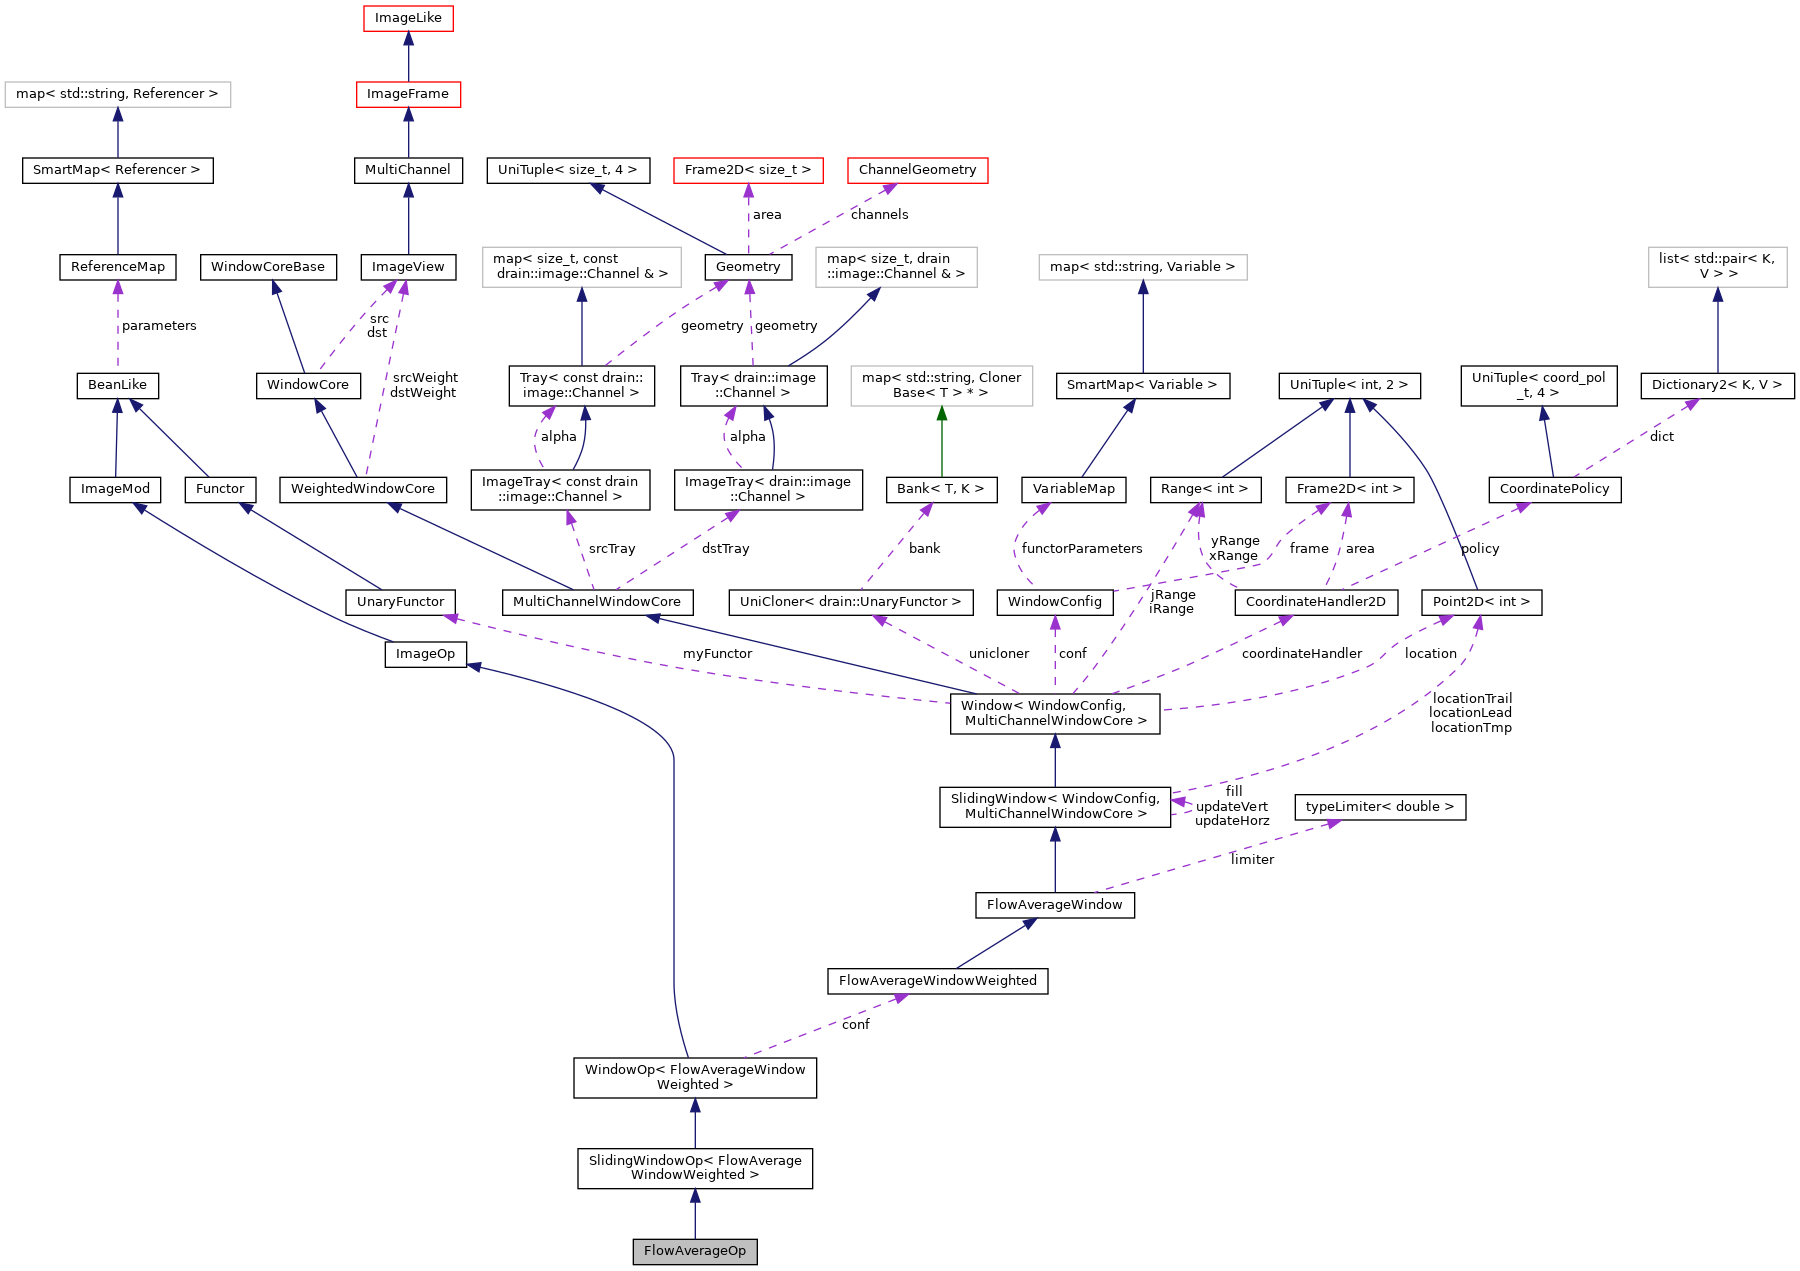 ImageLike
map< std::string, Referencer >
ImageFrame
SmartMap< Referencer >
MultiChannel
UniTuple< size_t, 4 >
Frame2D< size_t >
ChannelGeometry
area
channels
ReferenceMap
WindowCoreBase
ImageView
map< size_t, const
drain::image::Channel & >
Geometry
map< size_t, drain
::image::Channel & >
map< std::string, Variable >
list< std::pair< K,
V > >
parameters
src
dst
geometry
geometry
BeanLike
WindowCore
srcWeight
dstWeight
Tray< const drain::
image::Channel >
Tray< drain::image
::Channel >
map< std::string, Cloner
Base< T > * >
SmartMap< Variable >
UniTuple< int, 2 >
UniTuple< coord_pol
_t, 4 >
Dictionary2< K, V >
alpha
alpha
dict
ImageMod
Functor
WeightedWindowCore
ImageTray< const drain
::image::Channel >
ImageTray< drain::image
::Channel >
Bank< T, K >
VariableMap
Range< int >
Frame2D< int >
CoordinatePolicy
srcTray
dstTray
bank
functorParameters
yRange
xRange
frame
area
policy
UnaryFunctor
MultiChannelWindowCore
UniCloner< drain::UnaryFunctor >
WindowConfig
jRange
iRange
CoordinateHandler2D
Point2D< int >
ImageOp
myFunctor
unicloner
conf
coordinateHandler
location
Window< WindowConfig,
MultiChannelWindowCore >
locationTrail
locationLead
locationTmp
SlidingWindow< WindowConfig,
MultiChannelWindowCore >
fill
updateVert
updateHorz
typeLimiter< double >
limiter
FlowAverageWindow
FlowAverageWindowWeighted
conf
WindowOp< FlowAverageWindow
Weighted >
SlidingWindowOp< FlowAverage
WindowWeighted >
FlowAverageOp